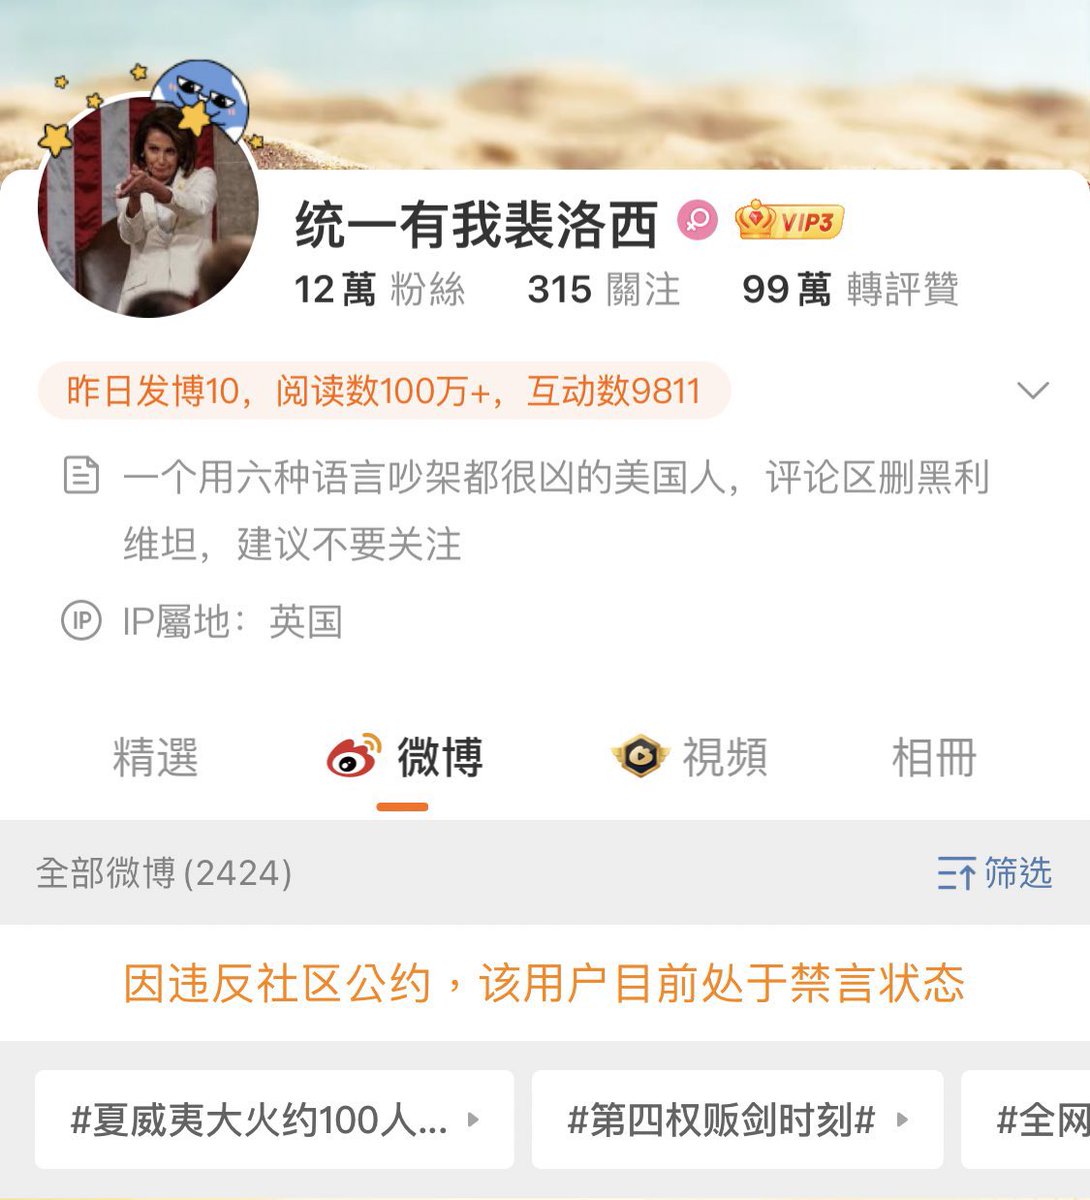 统一有我裴洛西 VIP3
12萬 粉絲 315 關注 99萬 轉評贊
昨日发博10，阅读数100万+，互动数9811
一个用六种语言吵架都很凶的美国人，评论区删黑利
维坦，建议不要关注
IP IP屬地：英国
精選 微博 視頻 相冊
全部微博(2424) 筛选
因违反社区公约，该用户目前处于禁言状态
#夏威夷大火约100人... #第四权贩剑时刻# #全网